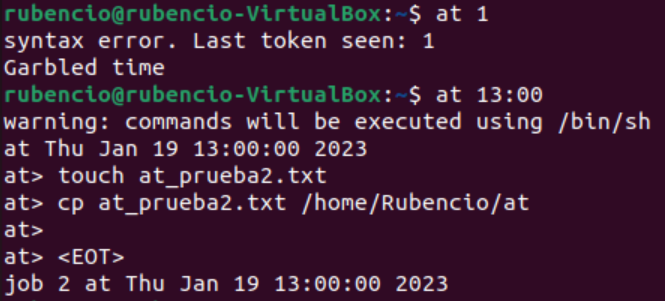 rubencio@rubencio-VirtualBox:~$ at 1
syntax error. Last token seen: 1
Garbled time
rubencio@rubencio-VirtualBox:~$ at 13:00
warning: commands will be executed using /bin/sh
at Thu Jan 19 13:00:00 2023
at> touch at_prueba2.txt
at> cp at_prueba2.txt /home/Rubencio/at
at>
at> <EOT>
job 2 at Thu Jan 19 13:00:00 2023